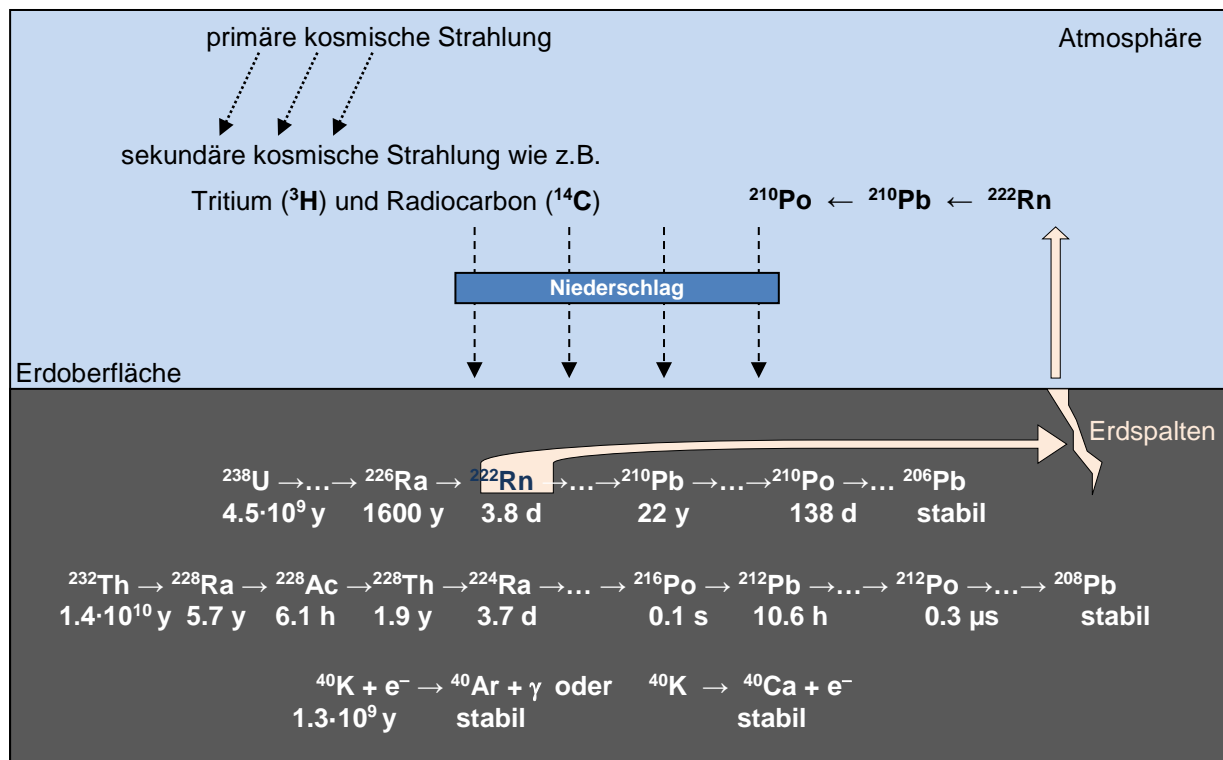 primäre kosmische Strahlung
Atmosphäre
sekundäre kosmische Strahlung wie z.B.
Tritium (³H) und Radiocarbon (¹⁴C)
²¹⁰Po ← ²¹⁰Pb ← ²²²Rn
Niederschlag
Erdoberfläche
Erdspalten
²³⁸U →…→ ²²⁶Ra → ²²²Rn →…→ ²¹⁰Pb →…→ ²¹⁰Po →… ²⁰⁶Pb
4.5·10⁹ y 1600 y 3.8 d 22 y 138 d stabil
²³²Th → ²²⁸Ra → ²²⁸Ac → ²²⁸Th → ²²⁴Ra →…→ ²¹⁶Po → ²¹²Pb →…→ ²¹²Po →…→ ²⁰⁸Pb
1.4·10¹⁰ y 5.7 y 6.1 h 1.9 y 3.7 d 0.1 s 10.6 h 0.3 µs stabil
⁴⁰K + e⁻ → ⁴⁰Ar + γ oder ⁴⁰K → ⁴⁰Ca + e⁻
1.3·10⁹ y stabil stabil